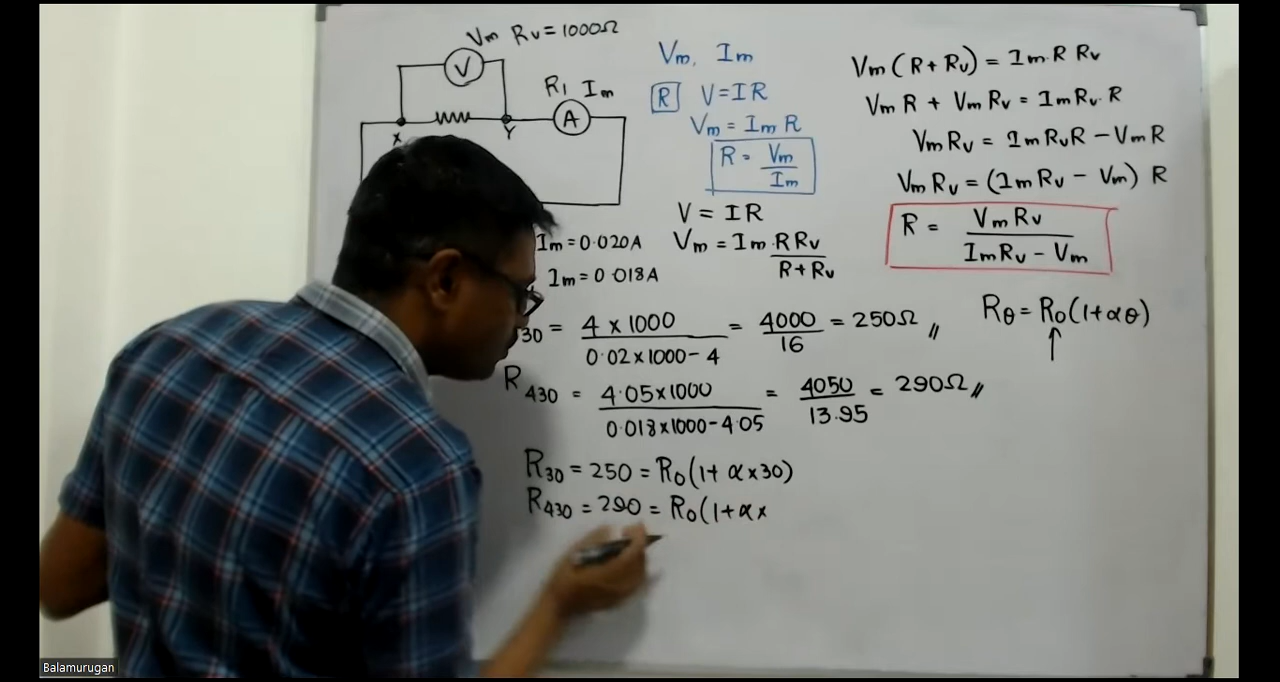 Vm Rv = 1000Ω
V
R₁ Im
A
X
Y
Vm, Im
R V = IR
Vm = Im R
R = Vm / Im
V = IR
Vm = Im . R Rv / R + Rv
Im = 0.020A
Im = 0.018A
Vm (R + Rv) = Im . R Rv
Vm R + Vm Rv = Im Rv . R
Vm Rv = Im Rv R - Vm R
Vm Rv = (Im Rv - Vm) R
R = Vm Rv / Im Rv - Vm
30 = 4 x 1000 / 0.02 x 1000 - 4 = 4000 / 16 = 250Ω //
Rθ = R₀ (1 + αθ)
↑
R₄₃₀ = 4.05 x 1000 / 0.018 x 1000 - 4.05 = 4050 / 13.95 = 290Ω //
R₃₀ = 250 = R₀ (1 + α x 30)
R₄₃₀ = 290 = R₀ (1 + α x
Balamurugan